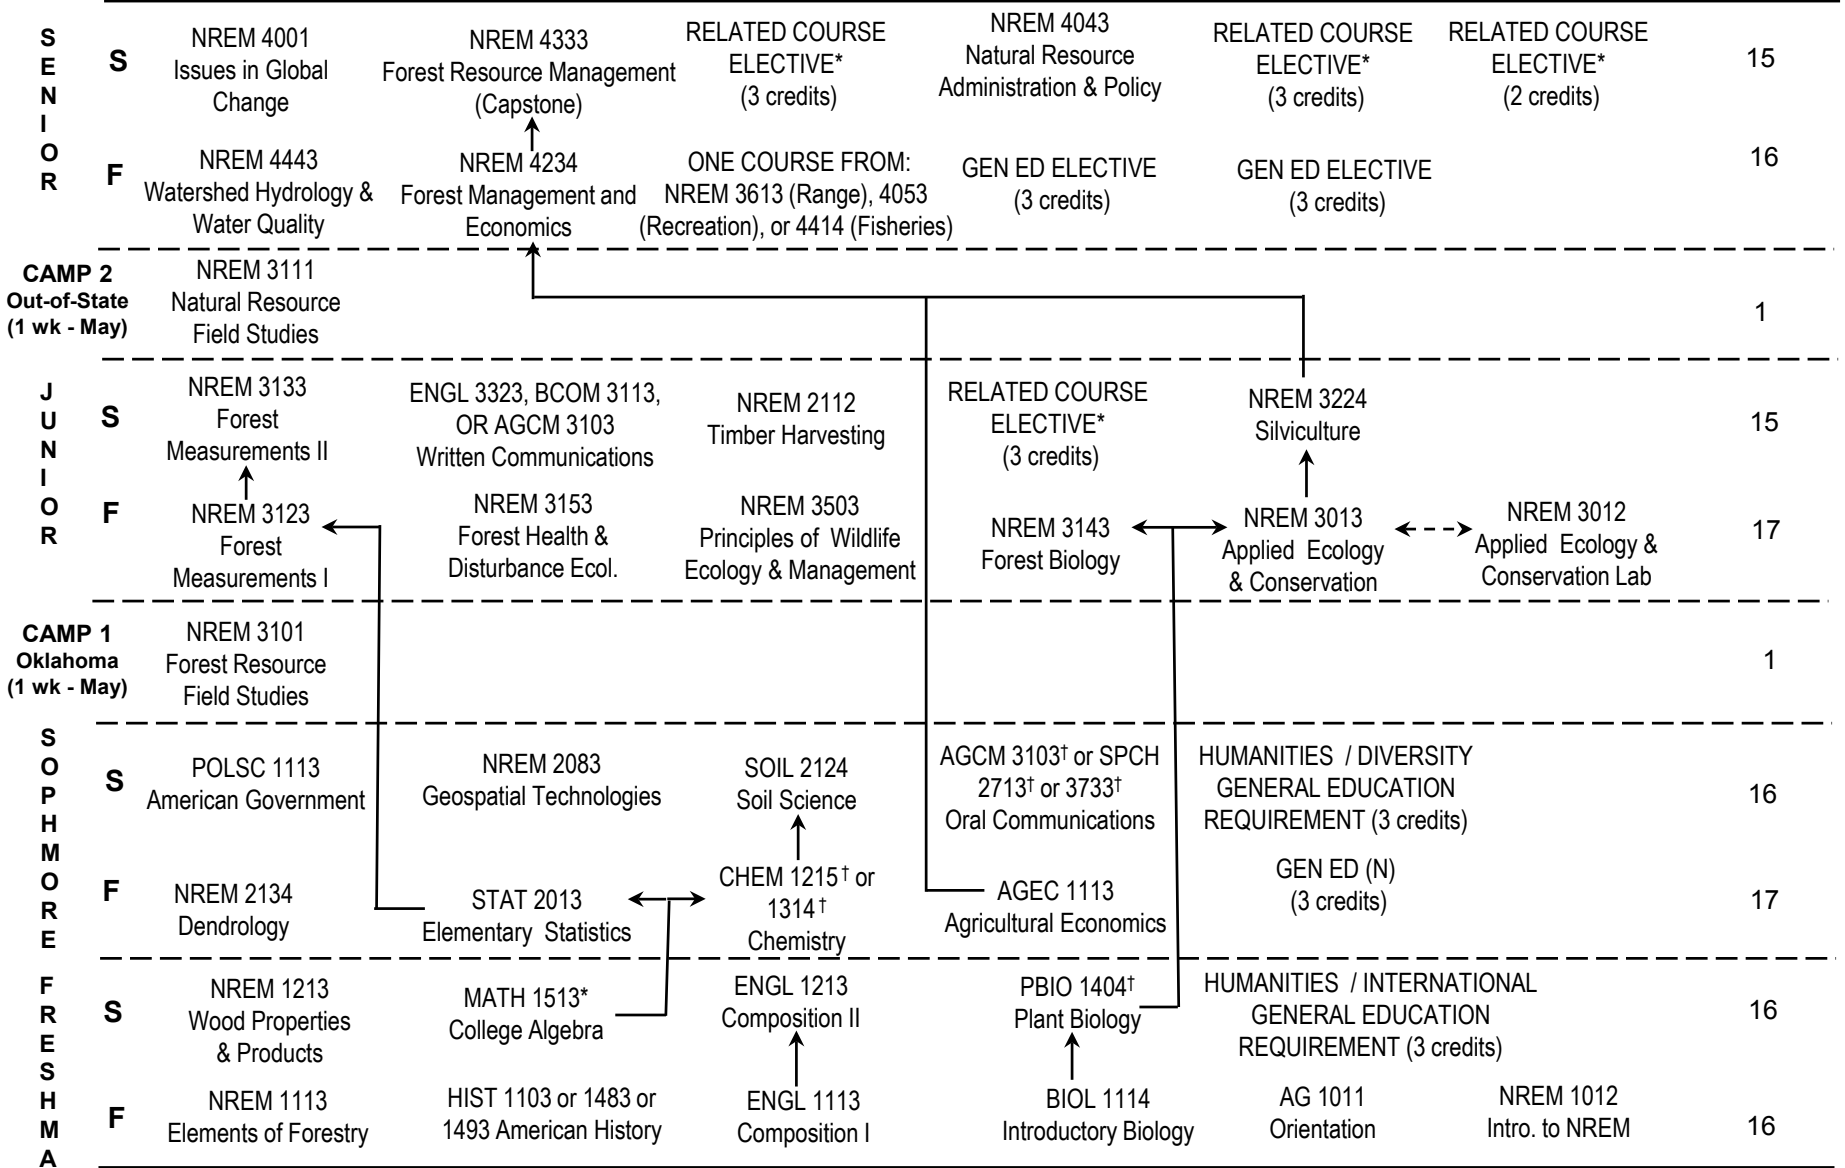 SENIOR
S
NREM 4001
Issues in Global
Change
NREM 4333
Forest Resource Management
(Capstone)
RELATED COURSE
ELECTIVE*
(3 credits)
NREM 4043
Natural Resource
Administration & Policy
RELATED COURSE
ELECTIVE*
(3 credits)
RELATED COURSE
ELECTIVE*
(2 credits)
15
F
NREM 4443
Watershed Hydrology &
Water Quality
NREM 4234
Forest Management and
Economics
ONE COURSE FROM:
NREM 3613 (Range), 4053
(Recreation), or 4414 (Fisheries)
GEN ED ELECTIVE
(3 credits)
GEN ED ELECTIVE
(3 credits)
16
CAMP 2
Out-of-State
(1 wk - May)
NREM 3111
Natural Resource
Field Studies
1
JUNIOR
S
NREM 3133
Forest
Measurements II
ENGL 3323, BCOM 3113,
OR AGCM 3103
Written Communications
NREM 2112
Timber Harvesting
RELATED COURSE
ELECTIVE*
(3 credits)
NREM 3224
Silviculture
15
F
NREM 3123
Forest
Measurements I
NREM 3153
Forest Health &
Disturbance Ecol.
NREM 3503
Principles of Wildlife
Ecology & Management
NREM 3143
Forest Biology
NREM 3013
Applied Ecology
& Conservation
NREM 3012
Applied Ecology &
Conservation Lab
17
CAMP 1
Oklahoma
(1 wk - May)
NREM 3101
Forest Resource
Field Studies
1
SOPHMORE
S
POLSC 1113
American Government
NREM 2083
Geospatial Technologies
SOIL 2124
Soil Science
AGCM 3103† or SPCH
2713† or 3733†
Oral Communications
HUMANITIES / DIVERSITY
GENERAL EDUCATION
REQUIREMENT (3 credits)
16
F
NREM 2134
Dendrology
STAT 2013
Elementary Statistics
CHEM 1215† or
1314†
Chemistry
AGEC 1113
Agricultural Economics
GEN ED (N)
(3 credits)
17
FRESHMA
S
NREM 1213
Wood Properties
& Products
MATH 1513*
College Algebra
ENGL 1213
Composition II
PBIO 1404†
Plant Biology
HUMANITIES / INTERNATIONAL
GENERAL EDUCATION
REQUIREMENT (3 credits)
16
F
NREM 1113
Elements of Forestry
HIST 1103 or 1483 or
1493 American History
ENGL 1113
Composition I
BIOL 1114
Introductory Biology
AG 1011
Orientation
NREM 1012
Intro. to NREM
16